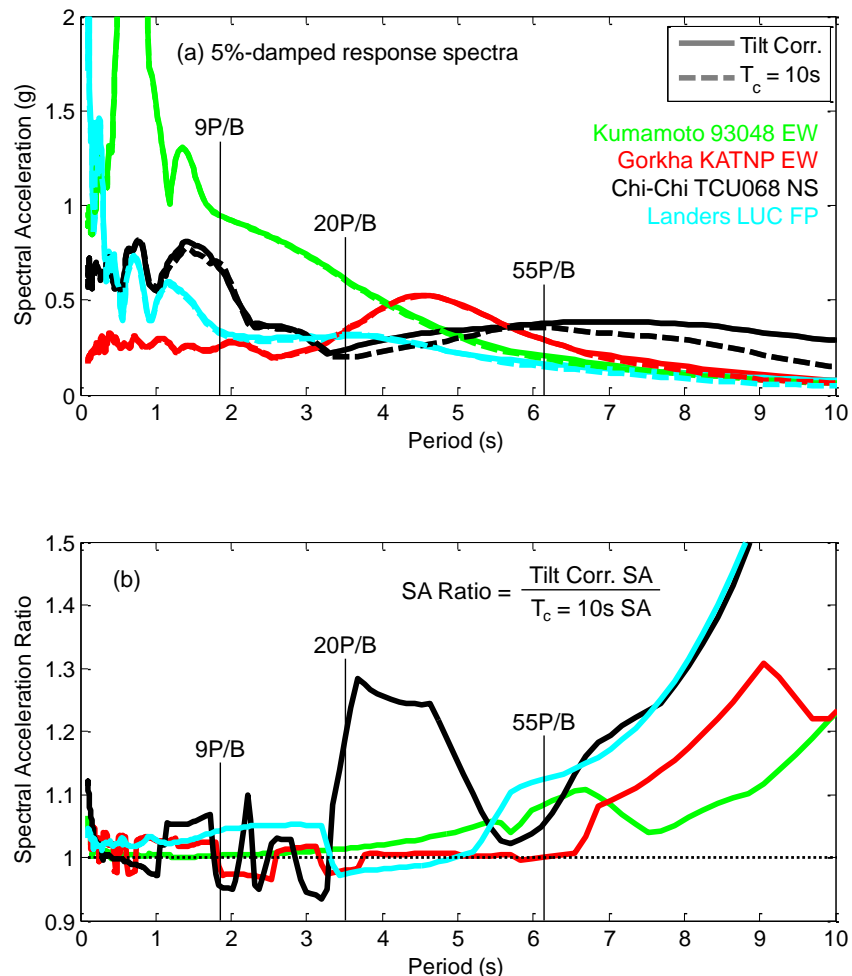 (a) 5%-damped response spectra
Tilt Corr.
T_c = 10s
Kumamoto 93048 EW
Gorkha KATNP EW
Chi-Chi TCU068 NS
Landers LUC FP
9P/B
20P/B
55P/B
Spectral Acceleration (g)
2
1.5
1
0.5
0
0 1 2 3 4 5 6 7 8 9 10
Period (s)
(b)
SA Ratio = Tilt Corr. SA
T_c = 10s SA
20P/B
9P/B
55P/B
Spectral Acceleration Ratio
1.5
1.4
1.3
1.2
1.1
1
0.9
0 1 2 3 4 5 6 7 8 9 10
Period (s)